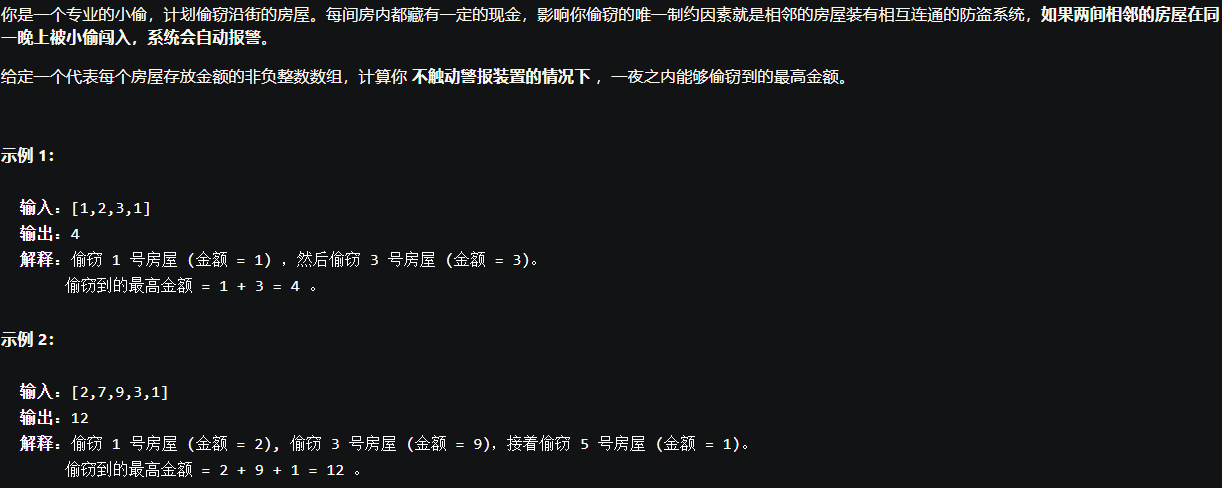 你是一个专业的小偷，计划偷窃沿街的房屋。每间房内都藏有一定的现金，影响你偷窃的唯一制约因素就是相邻的房屋装有相互连通的防盗系统，如果两间相邻的房屋在同
一晚上被小偷闯入，系统会自动报警。
给定一个代表每个房屋存放金额的非负整数数组，计算你 不触动警报装置的情况下 ，一夜之内能够偷窃到的最高金额。
示例 1：
输入：[1,2,3,1]
输出：4
解释：偷窃 1 号房屋 (金额 = 1) ，然后偷窃 3 号房屋 (金额 = 3)。
偷窃到的最高金额 = 1 + 3 = 4 。
示例 2：
输入：[2,7,9,3,1]
输出：12
解释：偷窃 1 号房屋 (金额 = 2), 偷窃 3 号房屋 (金额 = 9)，接着偷窃 5 号房屋 (金额 = 1)。
偷窃到的最高金额 = 2 + 9 + 1 = 12 。